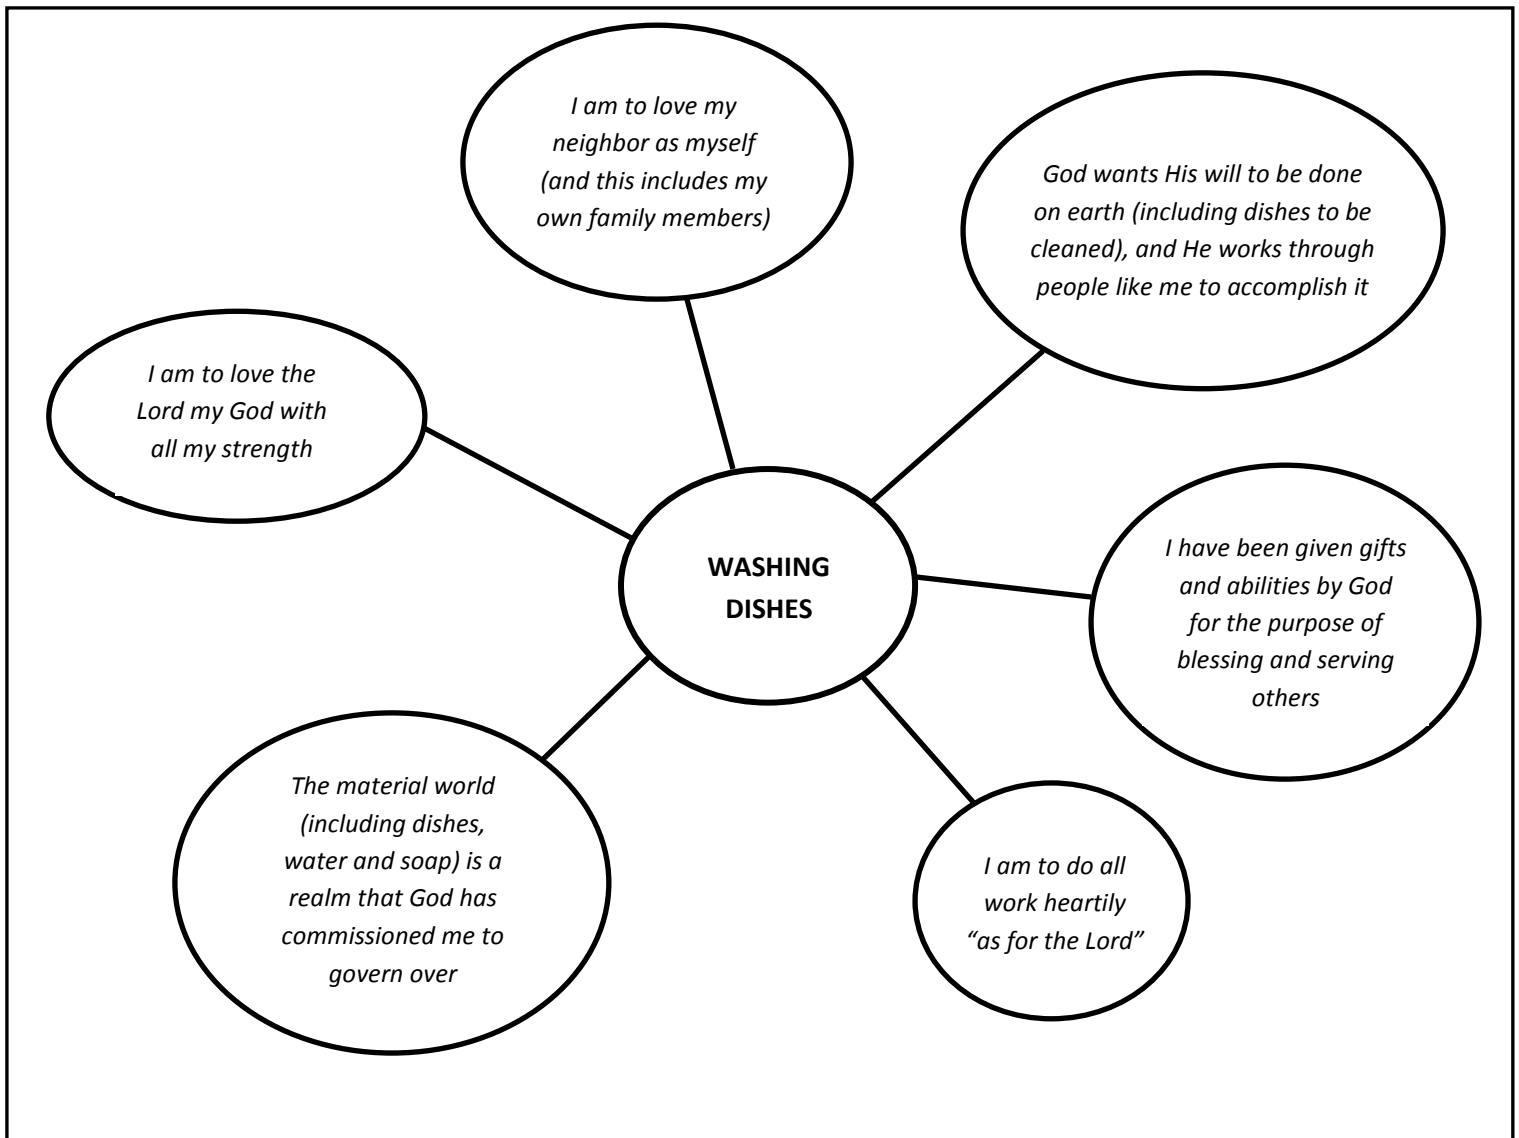 I am to love my
neighbor as myself
(and this includes my
own family members)
God wants His will to be done
on earth (including dishes to be
cleaned), and He works through
people like me to accomplish it
I am to love the
Lord my God with
all my strength
WASHING
DISHES
I have been given gifts
and abilities by God
for the purpose of
blessing and serving
others
The material world
(including dishes,
water and soap) is a
realm that God has
commissioned me to
govern over
I am to do all
work heartily
“as for the Lord”